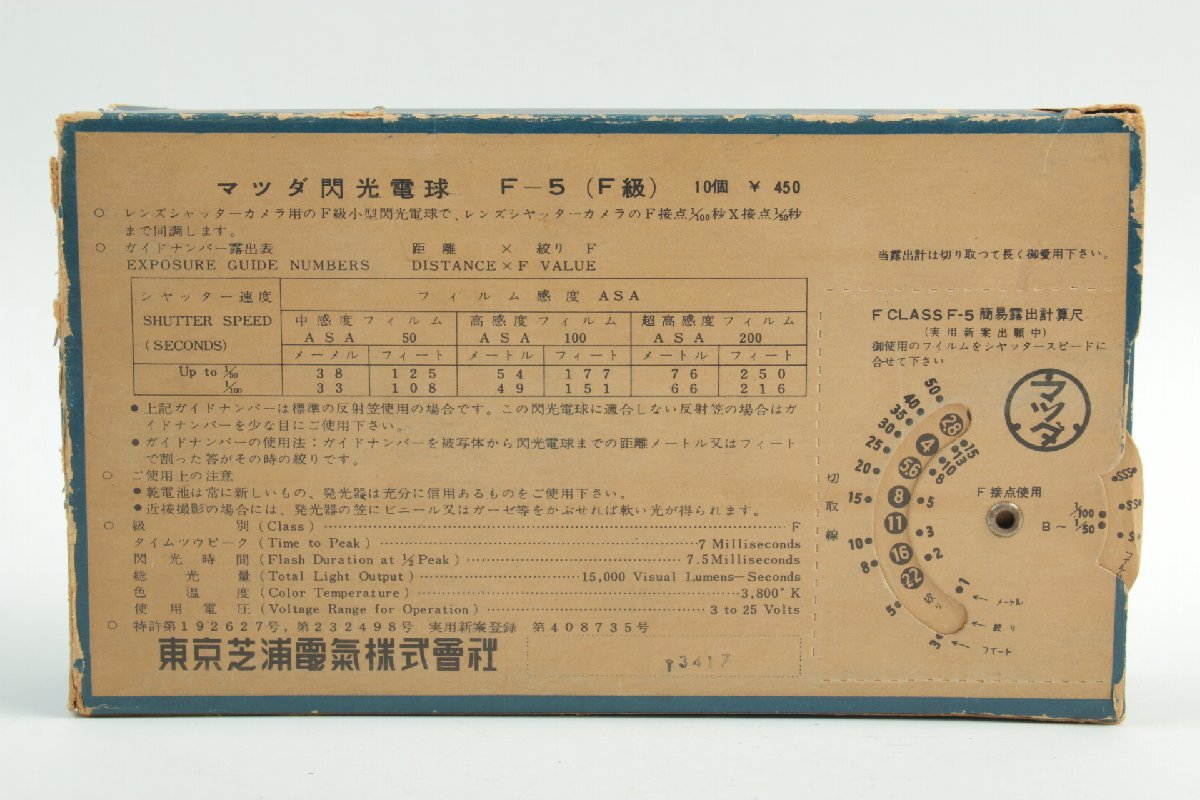 マツダ閃光電球 F-5 (F級) 10個 ¥ 450
○ レンズシャッターカメラ用のF級小型閃光電球で、レンズシャッターカメラのF接点1/100秒X接点1/50秒
まで同調します。
○ ガイドナンバー露出表 距離 × 絞り F
EXPOSURE GUIDE NUMBERS DISTANCE × F VALUE
シャッター速度 フィルム感度 ASA
SHUTTER SPEED 中感度フィルム 高感度フィルム 超高感度フィルム
ASA 50 ASA 100 ASA 200
(SECONDS) メーメル フィート メートル フィート メートル フィート
Up to 1/50 38 125 54 177 76 250
1/100 33 108 49 151 66 216
● 上記ガイドナンバーは標準の反射笠使用の場合です。この閃光電球に適合しない反射笠の場合はガ
イドナンバーを少な目にご使用下さい。
● ガイドナンバーの使用法:ガイドナンバーを被写体から閃光電球までの距離メートル又はフィート
で割った答がその時の絞りです。
○ ご使用上の注意
● 乾電池は常に新しいもの、発光器は充分に信用あるものをご使用下さい。
● 近接撮影の場合には、発光器の笠にビニール又はガーゼ等をかぶせれば軟い光が得られます。
○ 級 別 (Class) F
タイムツウピーク (Time to Peak) 7 Milliseconds
閃光時間 (Flash Duration at 1/2 Peak) 7.5 Milliseconds
総光量 (Total Light Output) 15,000 Visual Lumens—Seconds
色温度 (Color Temperature) 3,800°K
使用電圧 (Voltage Range for Operation) 3 to 25 Volts
○ 特許第192627号, 第232498号 実用新案登録 第408735号
東京芝浦電氣株式會社
T3417
当露出計は切り取つて長く御愛用下さい。
F CLASS F-5 簡易露出計算尺
(実用新案出願中)
御使用のフイルムをシヤッタースピードに
合せて下さい
マツダ
切取線
50 40 35 30 25 20 15 10 8 5 3
28 4 56 8 11 16 22
15 13 10 8 5 3 2 1
絞り
メートル
絞り
フイート
F接点使用
B～ 1/100
1/50
SSS
SS
S